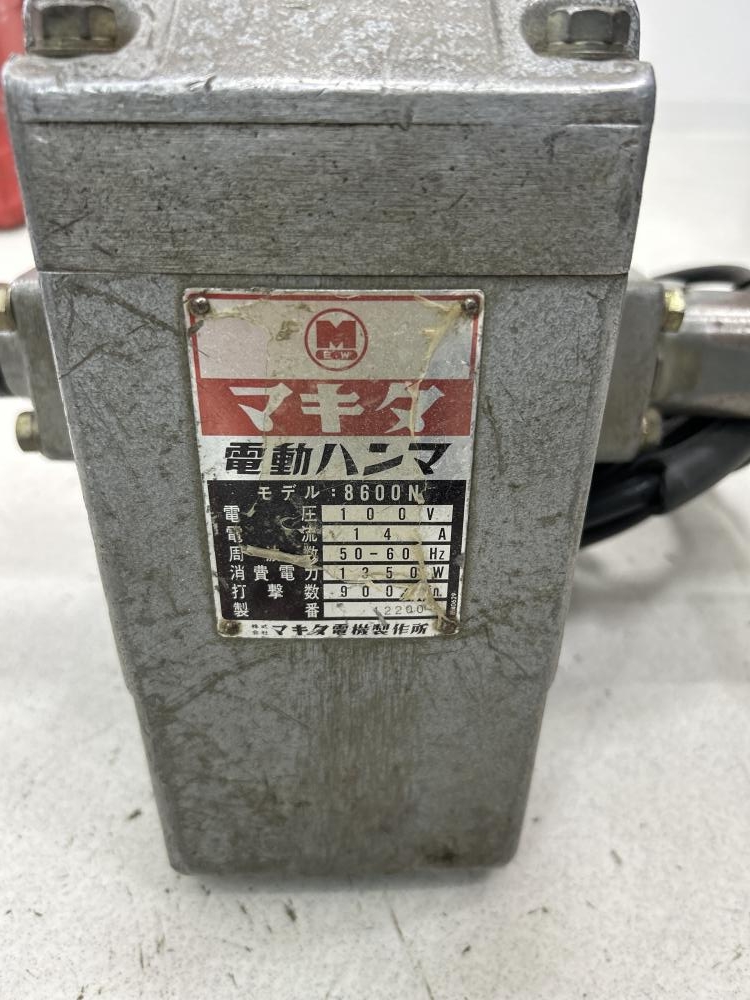 M
E.W
マキタ
電動ハンマ
モデル:8600N
電圧 100V
電流 14A
周波数 50-60Hz
消費電力 1350W
打撃数 900
製番 12200
株式会社 マキタ電機製作所